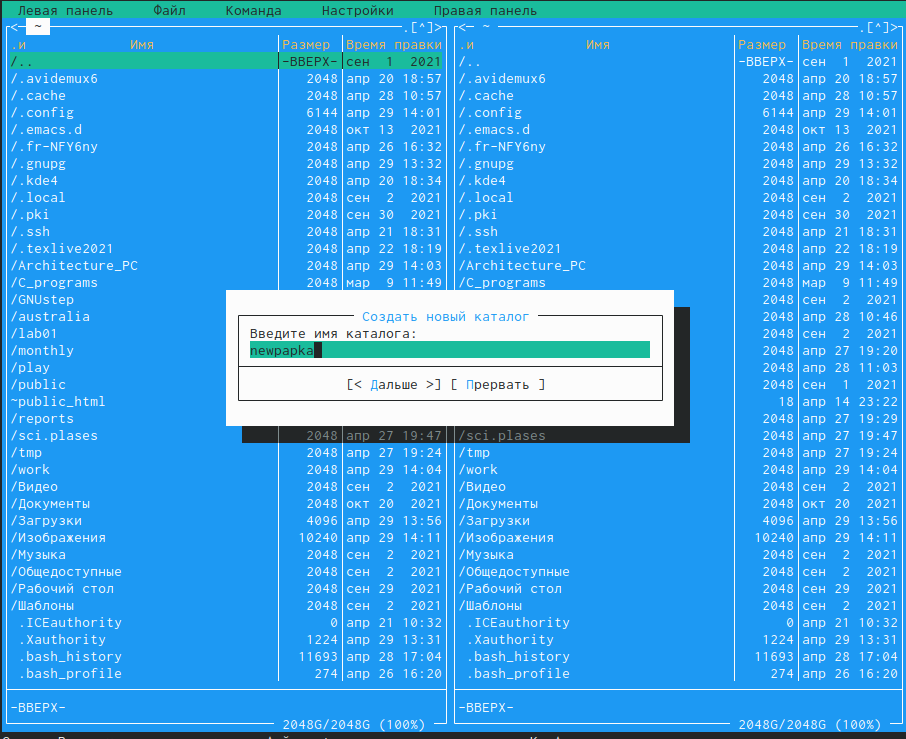 Левая панель Файл Команда Настройки Правая панель
<─ ~ ─.[^]> <─ ~ ─.[^]>
.и Имя Размер Время правки .и Имя Размер Время правки
/.. -ВВЕРХ- сен 1 2021 /.. -ВВЕРХ- сен 1 2021
/.avidemux6 2048 апр 20 18:57 /.avidemux6 2048 апр 20 18:57
/.cache 2048 апр 28 10:57 /.cache 2048 апр 28 10:57
/.config 6144 апр 29 14:01 /.config 6144 апр 29 14:01
/.emacs.d 2048 окт 13 2021 /.emacs.d 2048 окт 13 2021
/.fr-NFY6ny 2048 апр 26 16:32 /.fr-NFY6ny 2048 апр 26 16:32
/.gnupg 2048 апр 29 13:32 /.gnupg 2048 апр 29 13:32
/.kde4 2048 апр 20 18:34 /.kde4 2048 апр 20 18:34
/.local 2048 сен 2 2021 /.local 2048 сен 2 2021
/.pki 2048 сен 30 2021 /.pki 2048 сен 30 2021
/.ssh 2048 апр 21 18:31 /.ssh 2048 апр 21 18:31
/.texlive2021 2048 апр 22 18:19 /.texlive2021 2048 апр 22 18:19
/Architecture_PC 2048 апр 29 14:03 /Architecture_PC 2048 апр 29 14:03
/C_programs 2048 мар 9 11:49 /C_programs 2048 мар 9 11:49
/GNUstep 2048 сен 2 2021
/australia 2048 апр 28 10:46
/lab01 2048 сен 2 2021
/monthly 2048 апр 27 19:20
/play 2048 апр 28 11:03
/public 2048 сен 1 2021
~public_html 18 апр 14 23:22
/reports 2048 апр 27 19:29
Создать новый каталог
Введите имя каталога:
newpapka
[< Дальше >] [ Прервать ]
/sci.plases 2048 апр 27 19:47 /sci.plases 2048 апр 27 19:47
/tmp 2048 апр 27 19:24 /tmp 2048 апр 27 19:24
/work 2048 апр 29 14:04 /work 2048 апр 29 14:04
/Видео 2048 сен 2 2021 /Видео 2048 сен 2 2021
/Документы 2048 окт 20 2021 /Документы 2048 окт 20 2021
/Загрузки 4096 апр 29 13:56 /Загрузки 4096 апр 29 13:56
/Изображения 10240 апр 29 14:11 /Изображения 10240 апр 29 14:11
/Музыка 2048 сен 2 2021 /Музыка 2048 сен 2 2021
/Общедоступные 2048 сен 2 2021 /Общедоступные 2048 сен 2 2021
/Рабочий стол 2048 сен 29 2021 /Рабочий стол 2048 сен 29 2021
/Шаблоны 2048 сен 2 2021 /Шаблоны 2048 сен 2 2021
.ICEauthority 0 апр 21 10:32 .ICEauthority 0 апр 21 10:32
.Xauthority 1224 апр 29 13:31 .Xauthority 1224 апр 29 13:31
.bash_history 11693 апр 28 17:04 .bash_history 11693 апр 28 17:04
.bash_profile 274 апр 26 16:20 .bash_profile 274 апр 26 16:20
-ВВЕРХ- -ВВЕРХ-
2048G/2048G (100%) 2048G/2048G (100%)